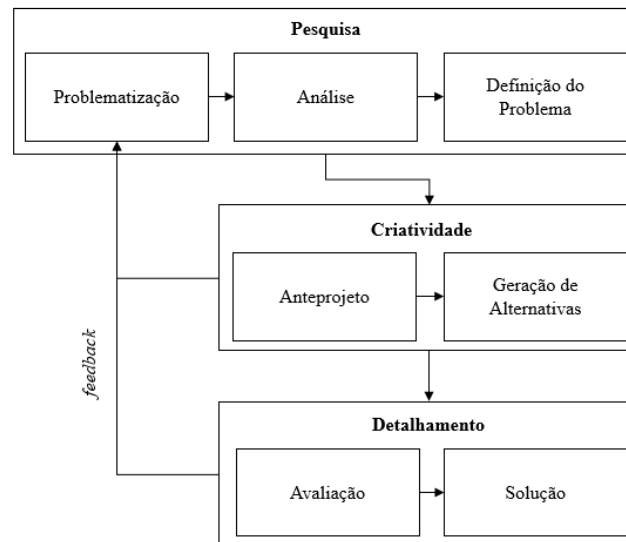 Pesquisa
Problematização
Análise
Definição do
Problema
Criatividade
Anteprojeto
Geração de
Alternativas
feedback
Detalhamento
Avaliação
Solução